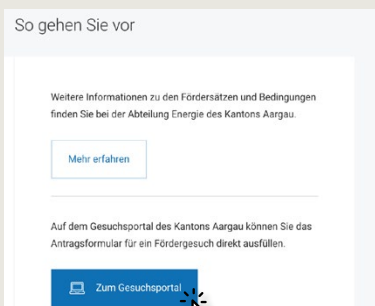 So gehen Sie vor
Weitere Informationen zu den Fördersätzen und Bedingungen
finden Sie bei der Abteilung Energie des Kantons Aargau.
Mehr erfahren
Auf dem Gesuchsportal des Kantons Aargau können Sie das
Antragsformular für ein Fördergesuch direkt ausfüllen.
Zum Gesuchsportal